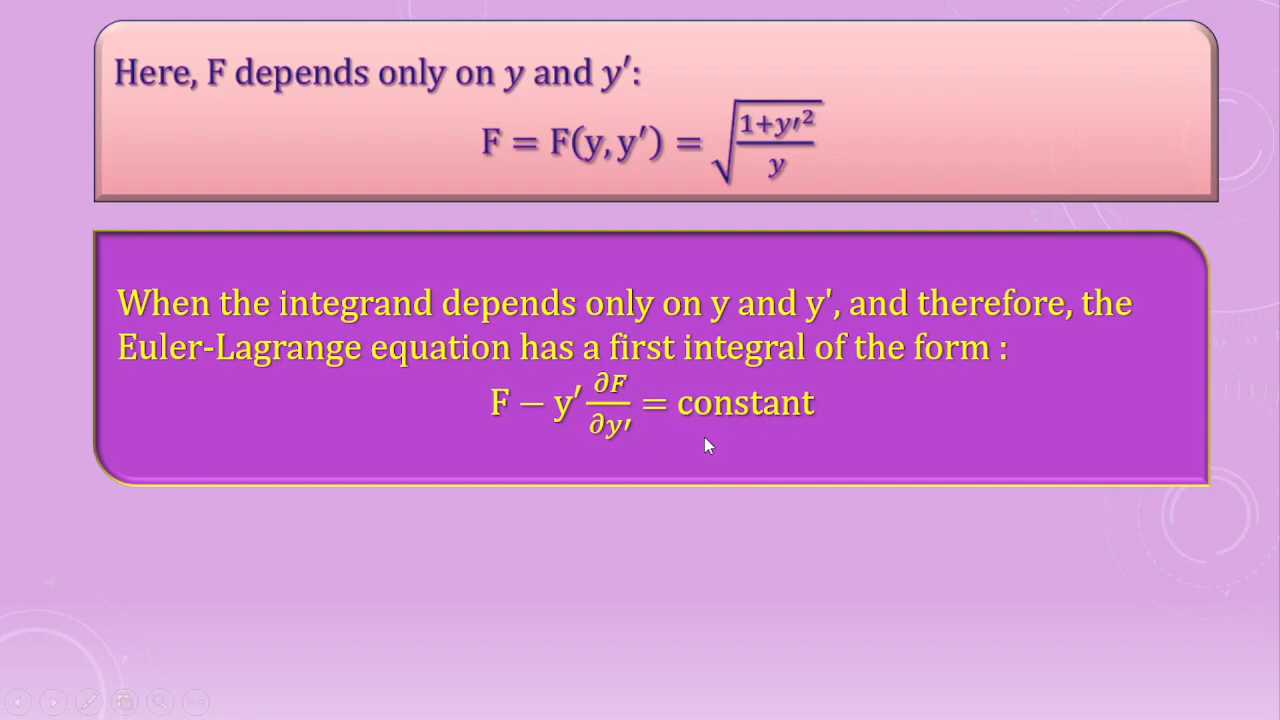 Here, F depends only on y and y′:
F = F(y, y′) = √((1+y′²)/y)
When the integrand depends only on y and y′, and therefore, the
Euler-Lagrange equation has a first integral of the form :
F − y′ ∂F/∂y′ = constant